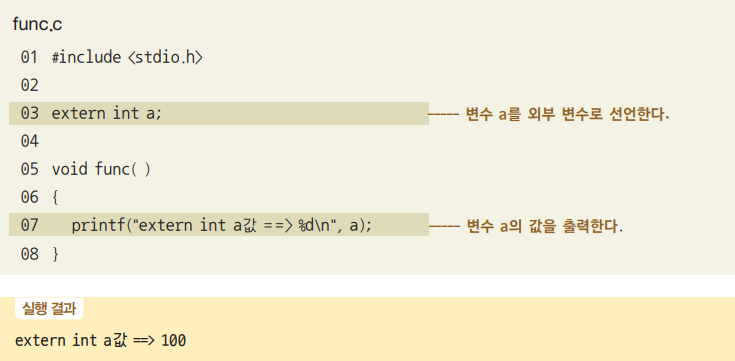 func.c
01 #include <stdio.h>
02
03 extern int a; ----- 변수 a를 외부 변수로 선언한다.
04
05 void func( )
06 {
07 printf("extern int a값 ==> %d\n", a); ----- 변수 a의 값을 출력한다.
08 }
실행 결과
extern int a값 ==> 100